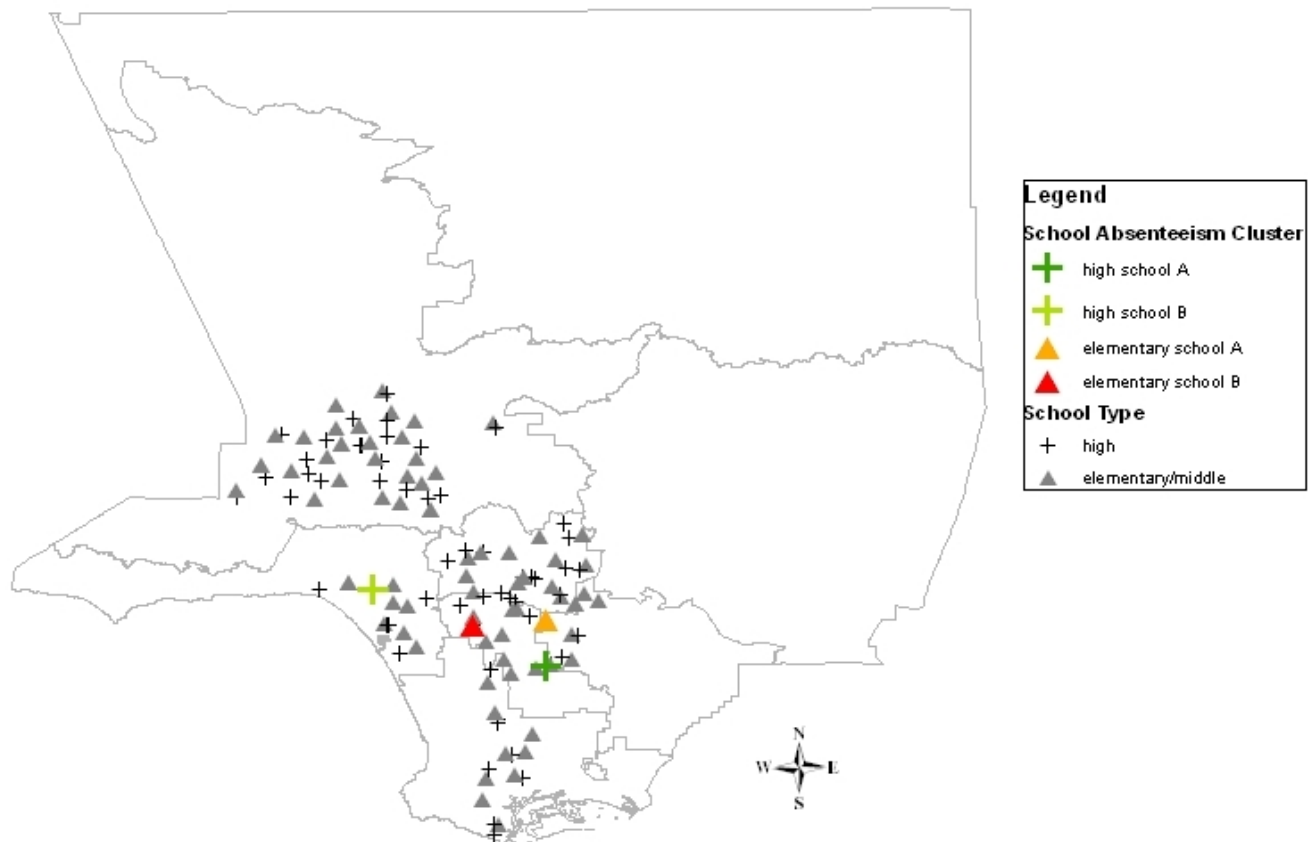 Legend
School Absenteeism Cluster
high school A
high school B
elementary school A
elementary school B
School Type
high
elementary/middle
N
W E
S